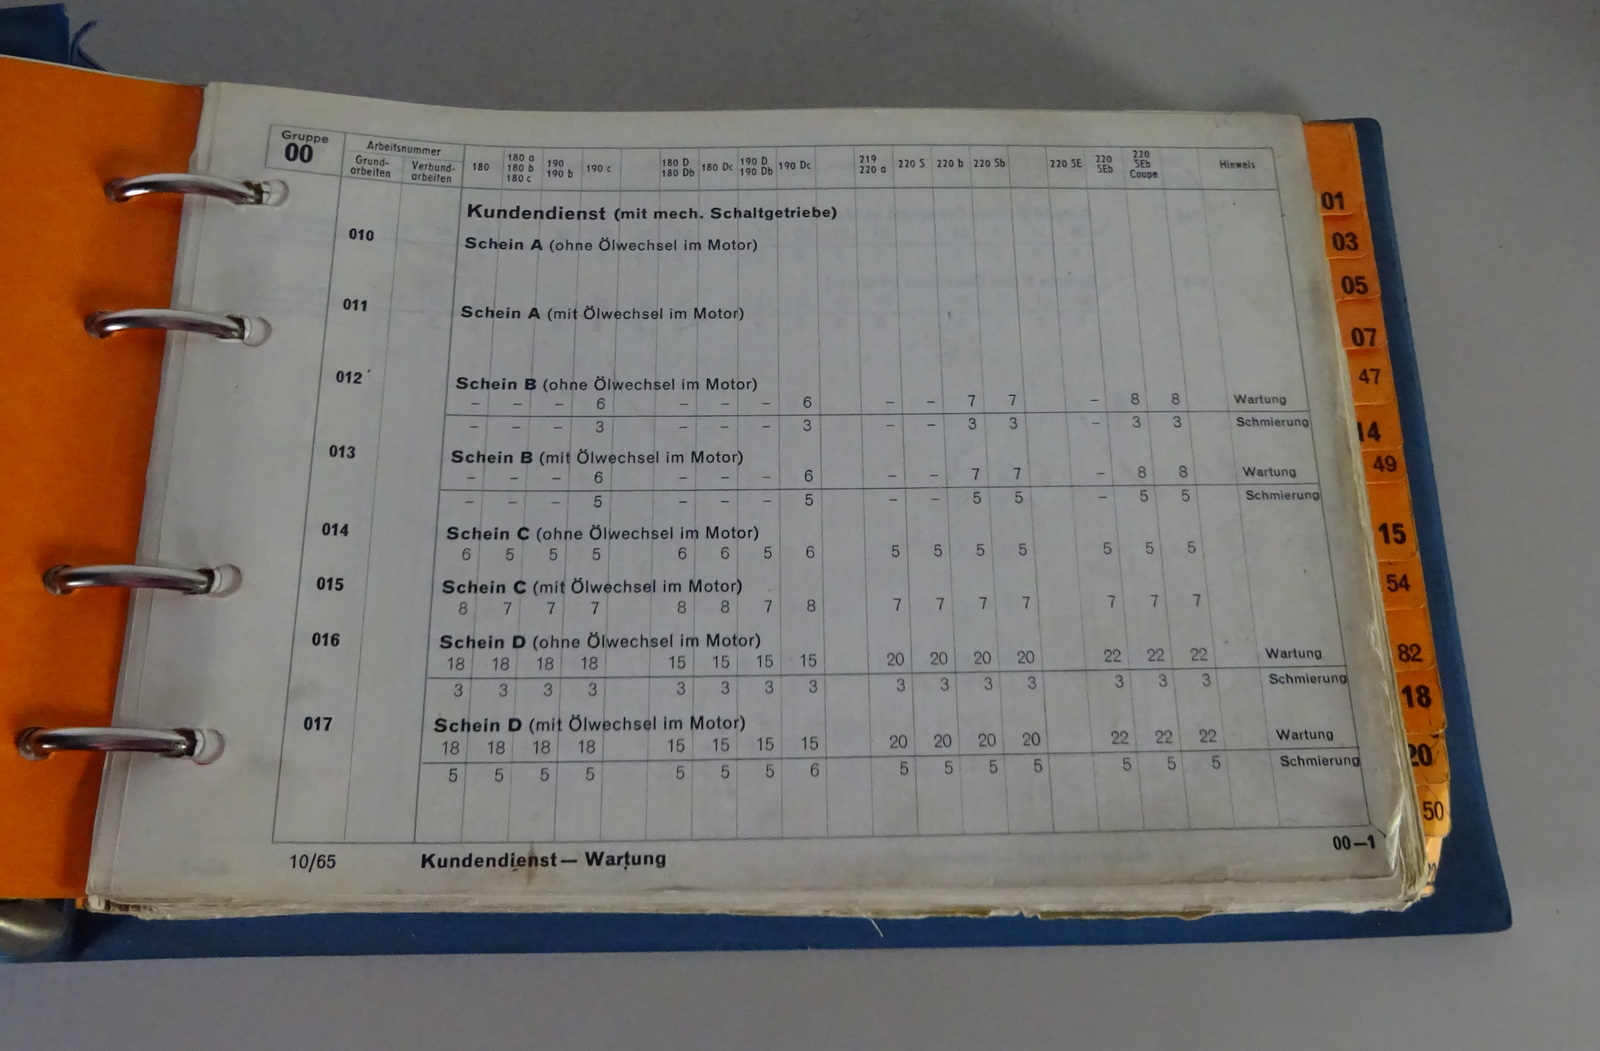 Gruppe
00
Arbeitsnummer
Grund-
arbeiten
Verbund-
arbeiten
180
180 a
180 b
180 c
190
190 b
190 c
180 D
180 Db
180 Dc
190 D
190 Db
190 Dc
219
220 a
220 S
220 b
220 Sb
220 SE
220
SEb
220
SEb
Coupe
Hinweis
Kundendienst (mit mech. Schaltgetriebe)
010 Schein A (ohne Ölwechsel im Motor)
011 Schein A (mit Ölwechsel im Motor)
012 Schein B (ohne Ölwechsel im Motor)
– – – 6 – – – 6 – – 7 7 – 8 8 Wartung
– – – 3 – – – 3 – – 3 3 – 3 3 Schmierung
013 Schein B (mit Ölwechsel im Motor)
– – – 6 – – – 6 – – 7 7 – 8 8 Wartung
– – – 5 – – – 5 – – 5 5 – 5 5 Schmierung
014 Schein C (ohne Ölwechsel im Motor)
6 5 5 5 6 6 5 6 5 5 5 5 5 5 5
015 Schein C (mit Ölwechsel im Motor)
8 7 7 7 8 8 7 8 7 7 7 7 7 7 7
016 Schein D (ohne Ölwechsel im Motor)
18 18 18 18 15 15 15 15 20 20 20 20 22 22 22 Wartung
3 3 3 3 3 3 3 3 3 3 3 3 3 3 3 Schmierung
017 Schein D (mit Ölwechsel im Motor)
18 18 18 18 15 15 15 15 20 20 20 20 22 22 22 Wartung
5 5 5 5 5 5 5 6 5 5 5 5 5 5 5 Schmierung
10/65 Kundendienst — Wartung 00—1
01
03
05
07
47
14
49
15
54
82
18
20
50